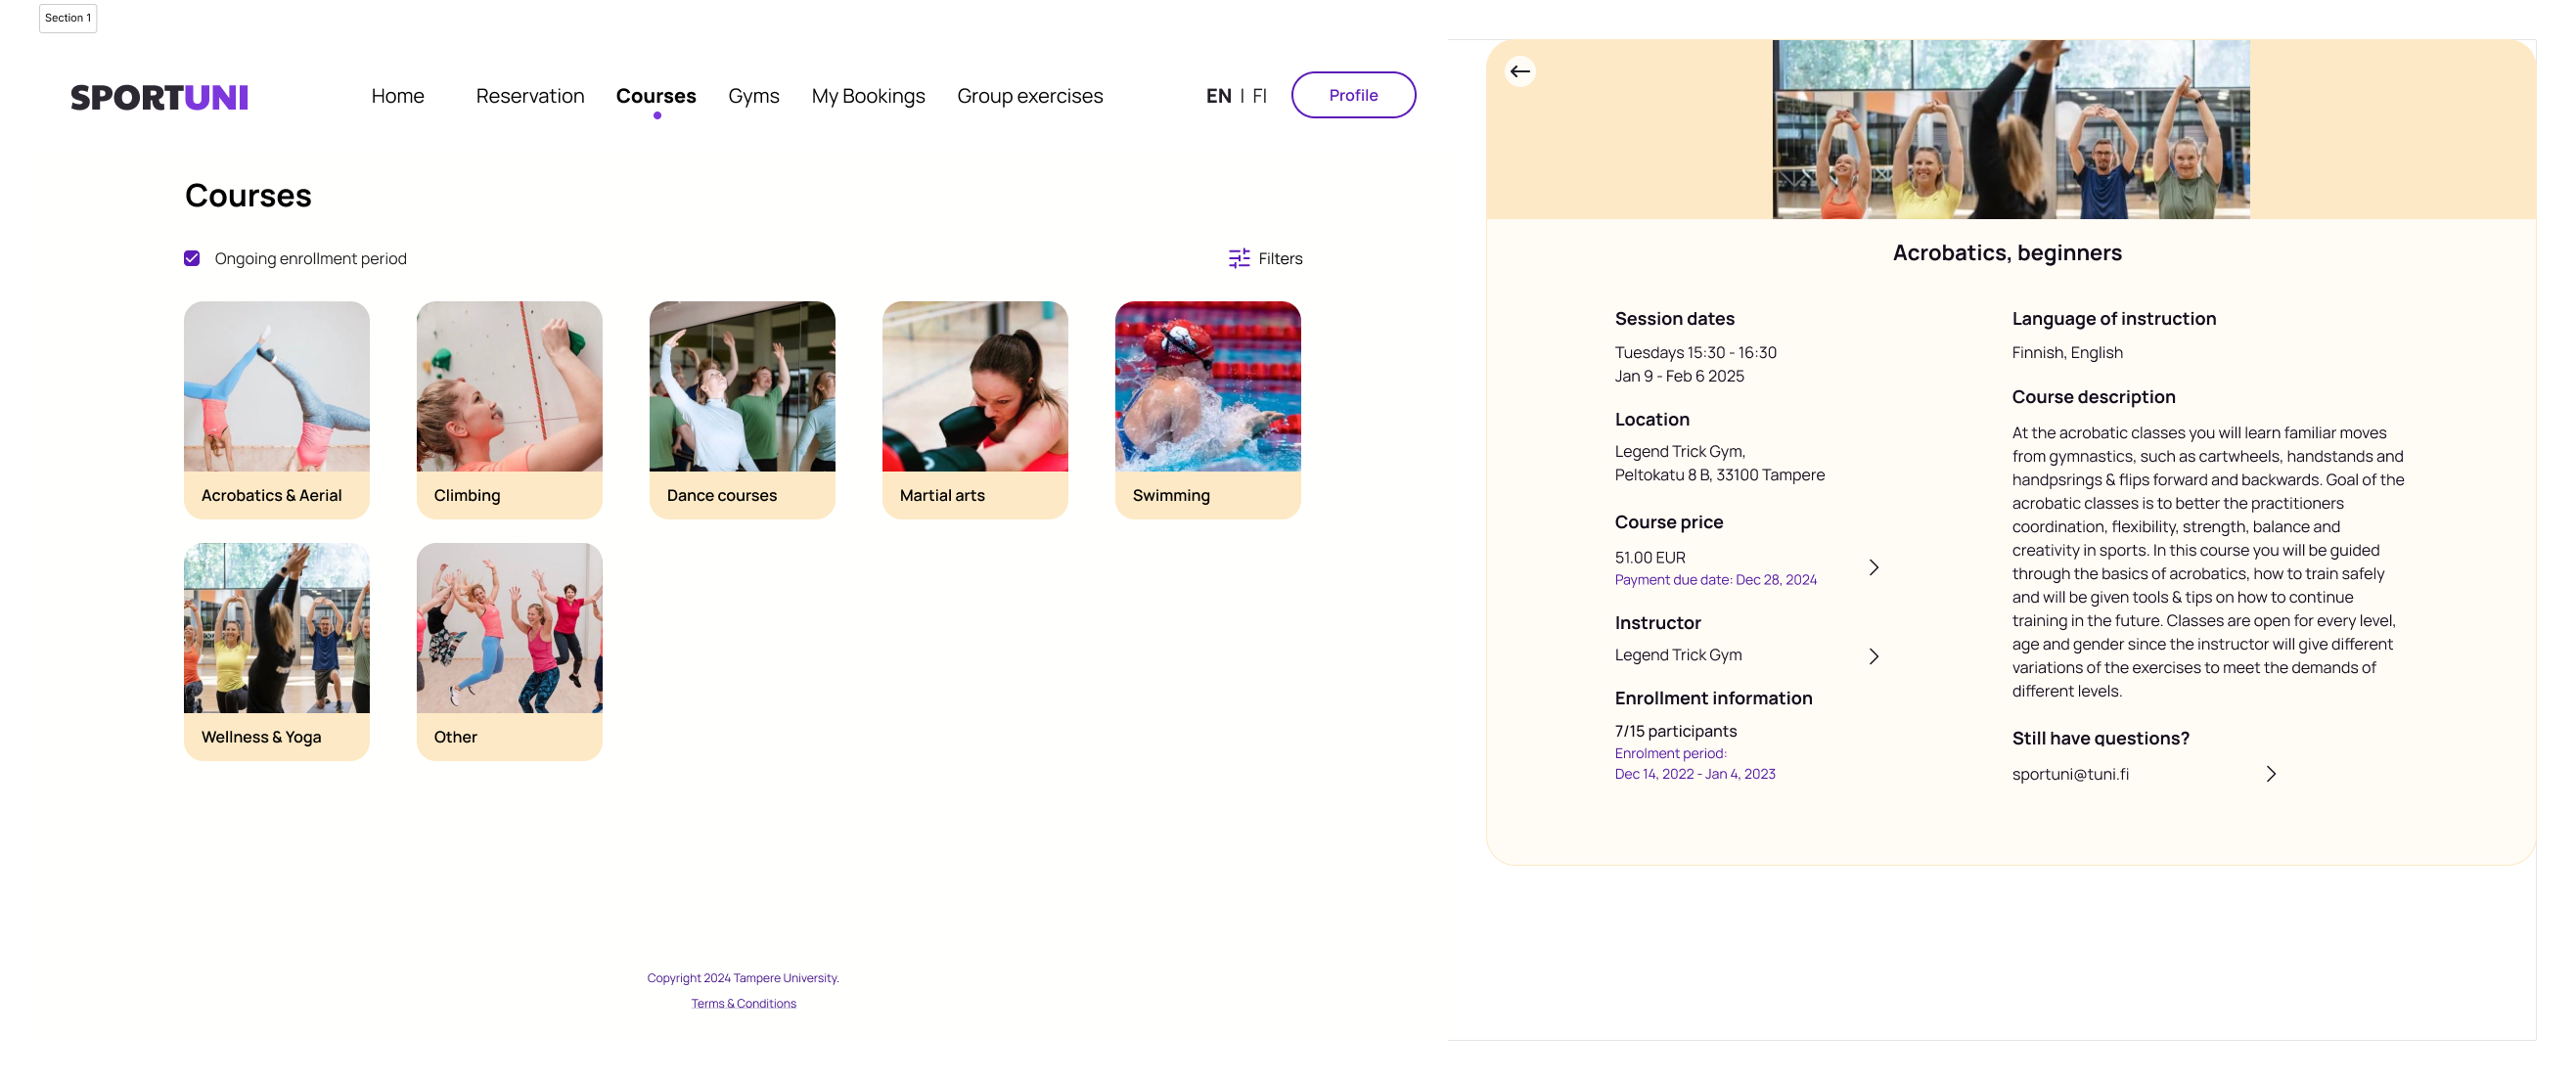 Section 1
SPORTUNI
Home
Reservation
Courses
Gyms
My Bookings
Group exercises
EN | FI
Profile
Courses
Ongoing enrollment period
Filters
Acrobatics & Aerial
Climbing
Dance courses
Martial arts
Swimming
Wellness & Yoga
Other
Copyright 2024 Tampere University.
Terms & Conditions
Acrobatics, beginners
Session dates
Tuesdays 15:30 - 16:30
Jan 9 - Feb 6 2025
Location
Legend Trick Gym,
Peltokatu 8 B, 33100 Tampere
Course price
51.00 EUR
Payment due date: Dec 28, 2024
Instructor
Legend Trick Gym
Enrollment information
7/15 participants
Enrolment period:
Dec 14, 2022 - Jan 4, 2023
Language of instruction
Finnish, English
Course description
At the acrobatic classes you will learn familiar moves
from gymnastics, such as cartwheels, handstands and
handpsrings & flips forward and backwards. Goal of the
acrobatic classes is to better the practitioners
coordination, flexibility, strength, balance and
creativity in sports. In this course you will be guided
through the basics of acrobatics, how to train safely
and will be given tools & tips on how to continue
training in the future. Classes are open for every level,
age and gender since the instructor will give different
variations of the exercises to meet the demands of
different levels.
Still have questions?
sportuni@tuni.fi